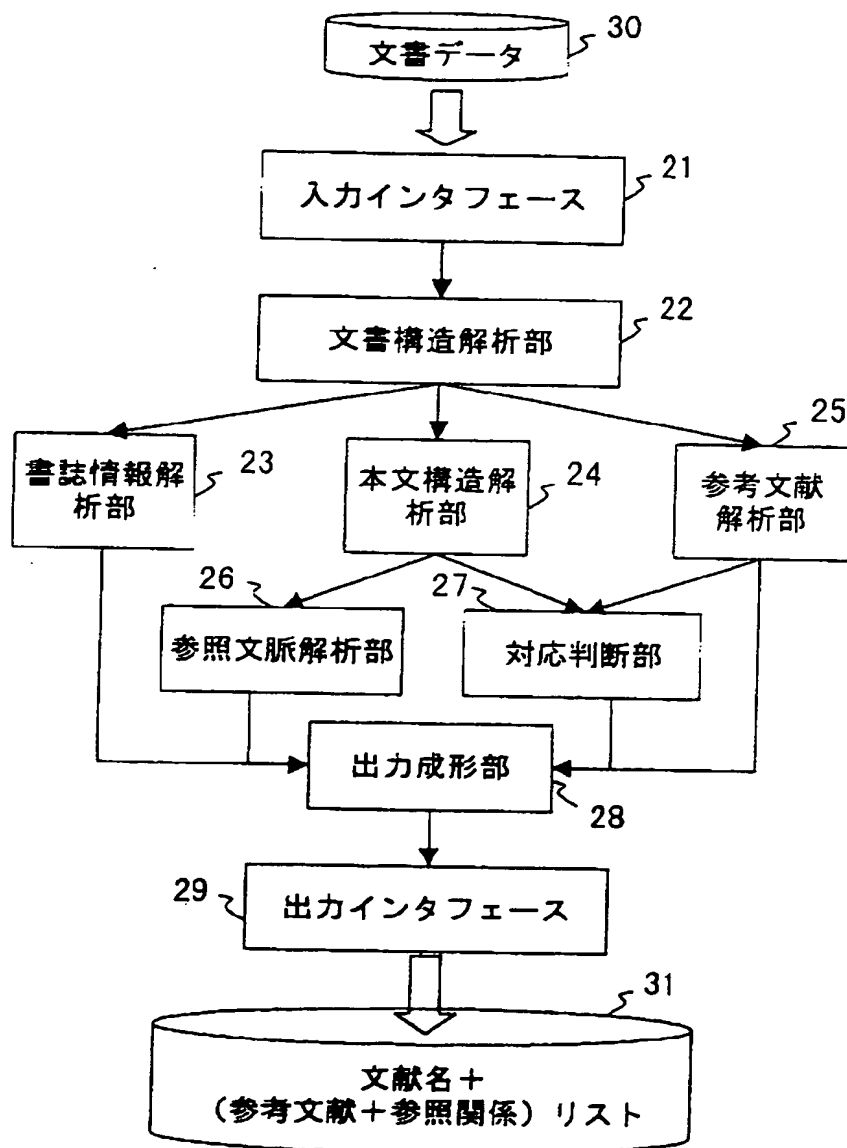 文書データ
30
入力インタフェース
21
文書構造解析部
22
書誌情報解
析部
23
本文構造解
析部
24
25
参考文献
解析部
26
参照文脈解析部
27
対応判断部
出力成形部
28
29
出力インタフェース
31
文献名+
(参考文献+参照関係)リスト